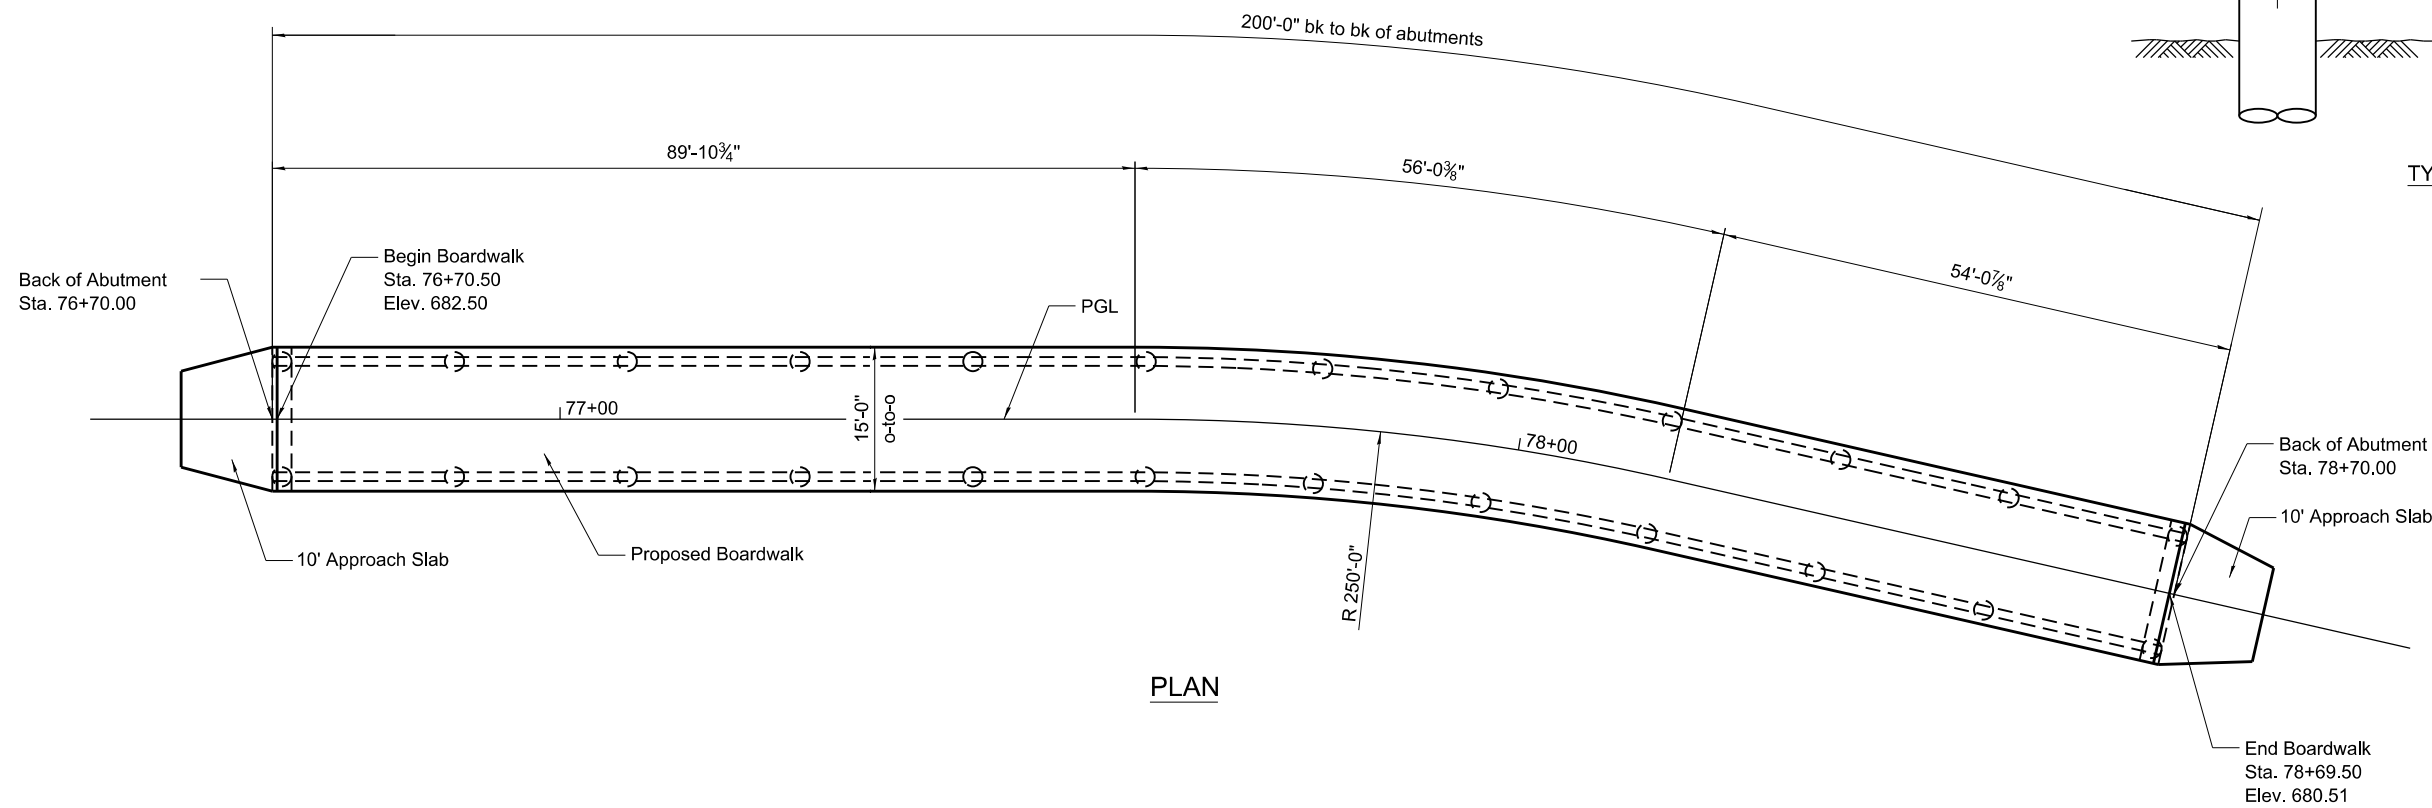 200'-0" bk to bk of abutments
89'-10¾"
56'-0⅜"
TY
Begin Boardwalk
Sta. 76+70.50
Elev. 682.50
Back of Abutment
Sta. 76+70.00
54'-0⅞"
PGL
77+00
15'-0"
o-to-o
78+00
Back of Abutment
Sta. 78+70.00
10' Approach Slab
10' Approach Slab
Proposed Boardwalk
R 250'-0"
PLAN
End Boardwalk
Sta. 78+69.50
Elev. 680.51